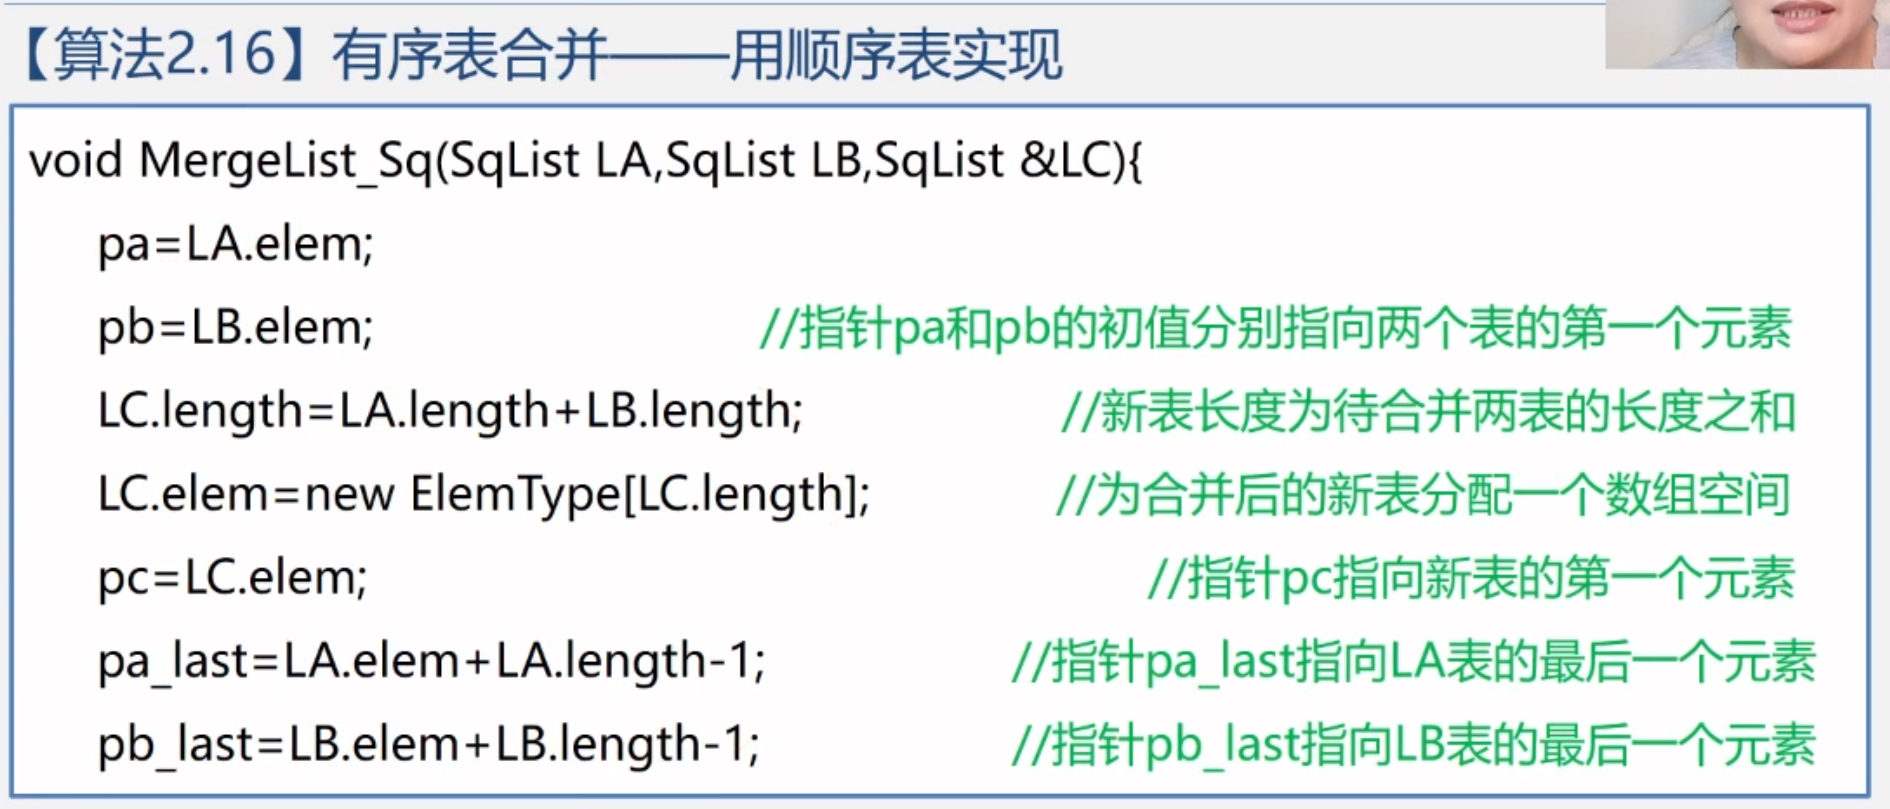 【算法2.16】有序表合并——用顺序表实现
void MergeList_Sq(SqList LA,SqList LB,SqList &LC){
pa=LA.elem;
pb=LB.elem; //指针pa和pb的初值分别指向两个表的第一个元素
LC.length=LA.length+LB.length; //新表长度为待合并两表的长度之和
LC.elem=new ElemType[LC.length]; //为合并后的新表分配一个数组空间
pc=LC.elem; //指针pc指向新表的第一个元素
pa_last=LA.elem+LA.length-1; //指针pa_last指向LA表的最后一个元素
pb_last=LB.elem+LB.length-1; //指针pb_last指向LB表的最后一个元素